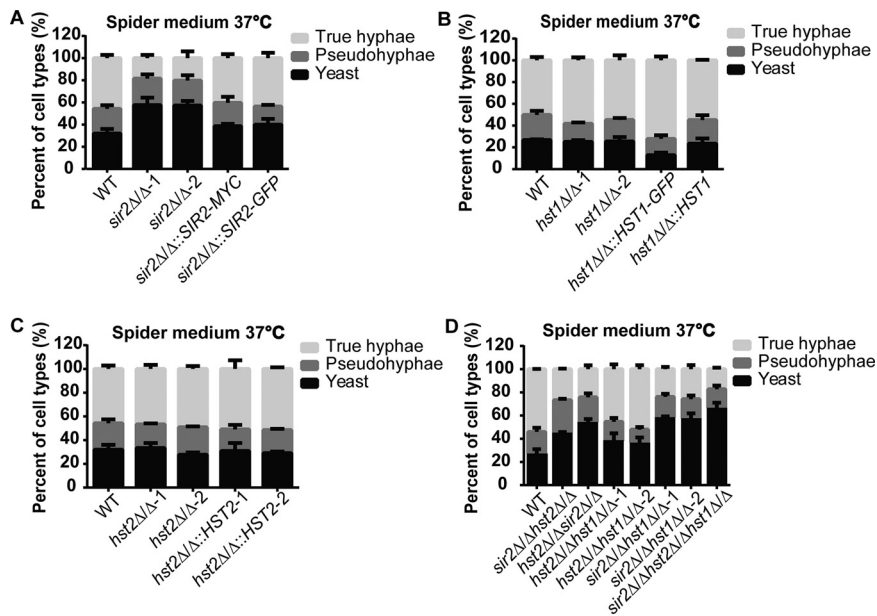 A
Spider medium 37℃
Percent of cell types (%)
120
100
80
60
40
20
0
True hyphae
Pseudohyphae
Yeast
WT
sir2Δ/Δ-1
sir2Δ/Δ-2
sir2Δ/Δ::SIR2-MYC
sir2Δ/Δ::SIR2-GFP
B
Spider medium 37℃
Percent of cell types (%)
120
100
80
60
40
20
0
True hyphae
Pseudohyphae
Yeast
WT
hst1Δ/Δ-1
hst1Δ/Δ-2
hst1Δ/Δ::HST1-GFP
hst1Δ/Δ::HST1
C
Spider medium 37℃
Percent of cell types (%)
120
100
80
60
40
20
0
True hyphae
Pseudohyphae
Yeast
WT
hst2Δ/Δ-1
hst2Δ/Δ-2
hst2Δ/Δ::HST2-1
hst2Δ/Δ::HST2-2
D
Spider medium 37℃
Percent of cell types (%)
120
100
80
60
40
20
0
True hyphae
Pseudohyphae
Yeast
WT
sir2Δ/Δhst2Δ/Δ
hst2Δ/Δsir2Δ/Δ
hst2Δ/Δhst1Δ/Δ-1
hst2Δ/Δhst1Δ/Δ-2
sir2Δ/Δhst1Δ/Δ-1
sir2Δ/Δhst1Δ/Δ-2
sir2Δ/Δhst2Δ/Δhst1Δ/Δ